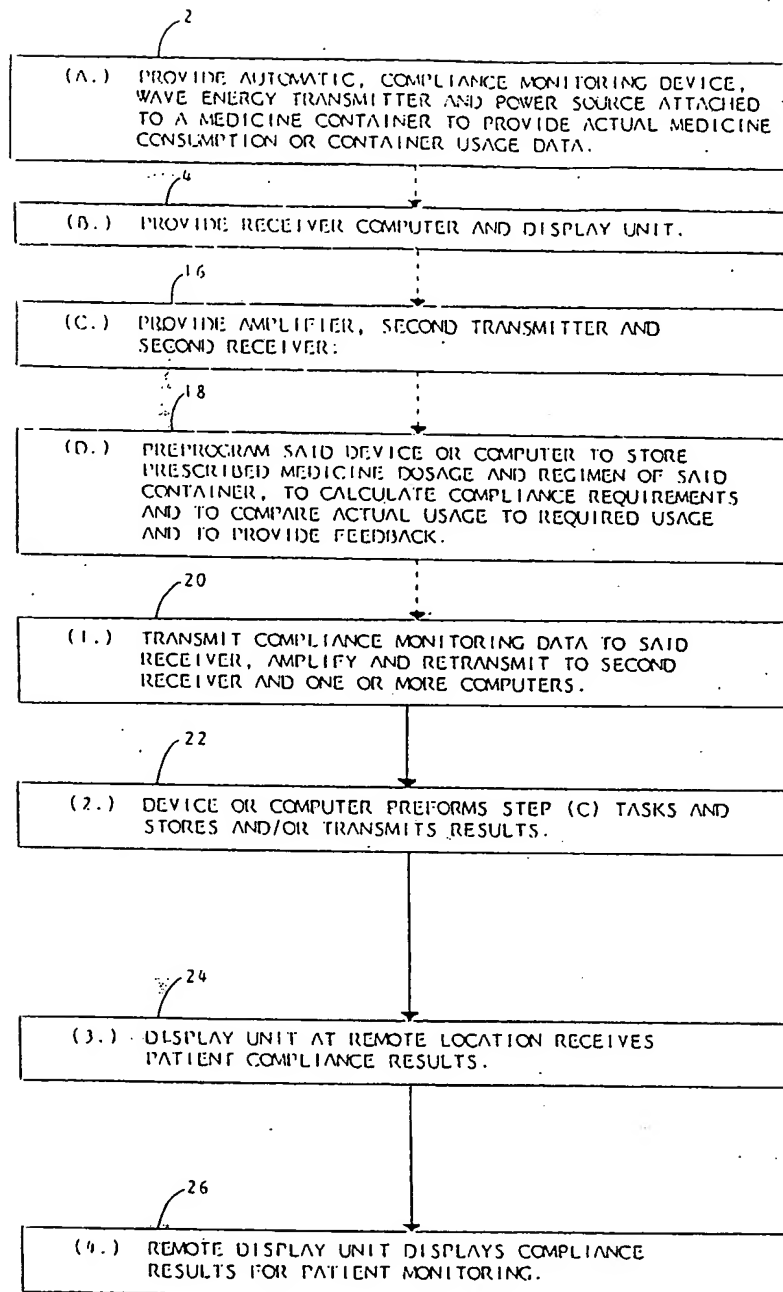 2
(A.) PROVIDE AUTOMATIC, COMPLIANCE MONITORING DEVICE,
WAVE ENERGY TRANSMITTER AND POWER SOURCE ATTACHED
TO A MEDICINE CONTAINER TO PROVIDE ACTUAL MEDICINE
CONSUMPTION OR CONTAINER USAGE DATA.
4
(B.) PROVIDE RECEIVER COMPUTER AND DISPLAY UNIT.
16
(C.) PROVIDE AMPLIFIER, SECOND TRANSMITTER AND
SECOND RECEIVER:
18
(D.) PREPROGRAM SAID DEVICE OR COMPUTER TO STORE
PRESCRIBED MEDICINE DOSAGE AND REGIMEN OF SAID
CONTAINER, TO CALCULATE COMPLIANCE REQUIREMENTS
AND TO COMPARE ACTUAL USAGE TO REQUIRED USAGE
AND TO PROVIDE FEEDBACK.
20
(1.) TRANSMIT COMPLIANCE MONITORING DATA TO SAID
RECEIVER, AMPLIFY AND RETRANSMIT TO SECOND
RECEIVER AND ONE OR MORE COMPUTERS.
22
(2.) DEVICE OR COMPUTER PREFORMS STEP (C) TASKS AND
STORES AND/OR TRANSMITS RESULTS.
24
(3.) DISPLAY UNIT AT REMOTE LOCATION RECEIVES
PATIENT COMPLIANCE RESULTS.
26
(4.) REMOTE DISPLAY UNIT DISPLAYS COMPLIANCE
RESULTS FOR PATIENT MONITORING.